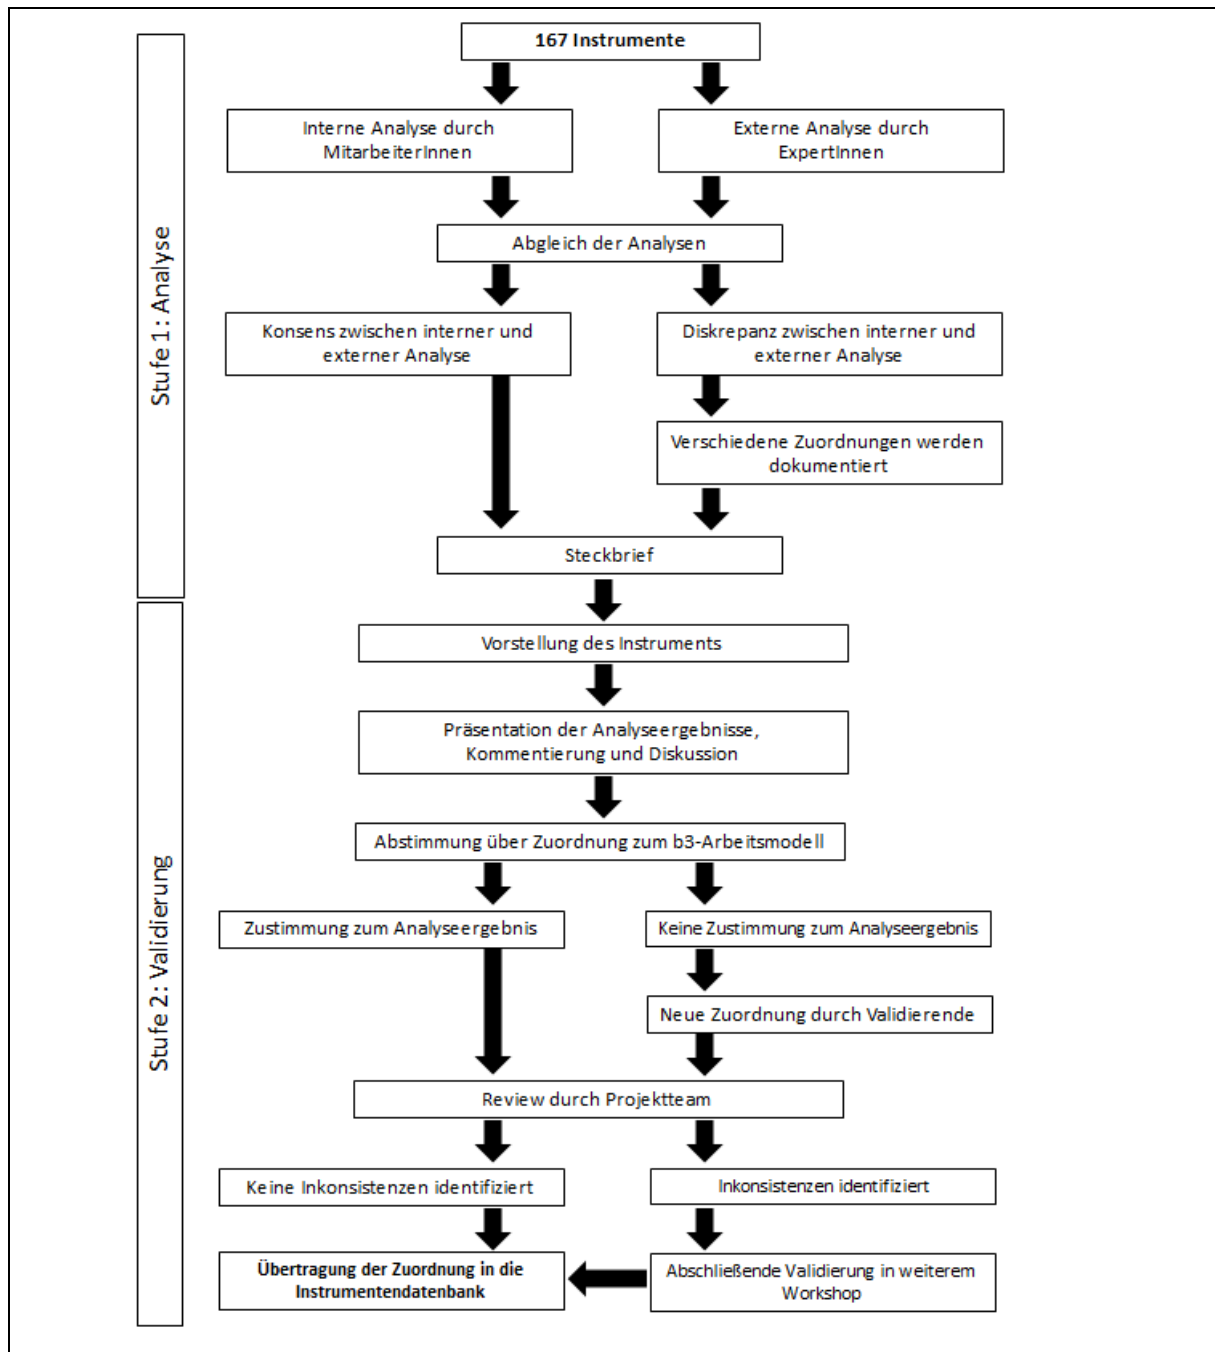 167 Instrumente
Stufe 1: Analyse
Interne Analyse durch
MitarbeiterInnen
Externe Analyse durch
ExpertInnen
Abgleich der Analysen
Konsens zwischen interner und
externer Analyse
Diskrepanz zwischen interner und
externer Analyse
Verschiedene Zuordnungen werden
dokumentiert
Steckbrief
Stufe 2: Validierung
Vorstellung des Instruments
Präsentation der Analyseergebnisse,
Kommentierung und Diskussion
Abstimmung über Zuordnung zum b3-Arbeitsmodell
Zustimmung zum Analyseergebnis
Keine Zustimmung zum Analyseergebnis
Neue Zuordnung durch Validierende
Review durch Projektteam
Keine Inkonsistenzen identifiziert
Inkonsistenzen identifiziert
Übertragung der Zuordnung in die
Instrumentendatenbank
Abschließende Validierung in weiterem
Workshop